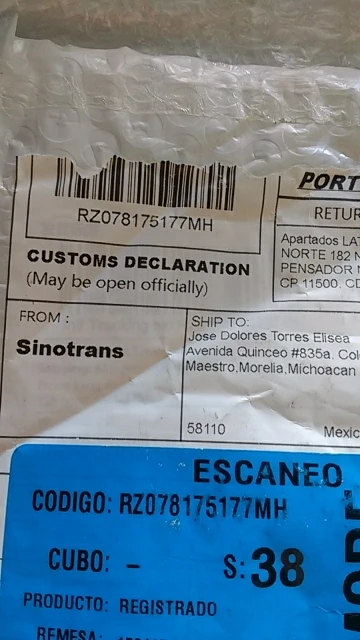 RZ078175177MH
PORT
RETUR
CUSTOMS DECLARATION
(May be open officially)
Apartados LAT
NORTE 182 N
PENSADOR
CP 11500, CD
FROM :
Sinotrans
SHIP TO:
Jose Dolores Torres Elisea
Avenida Quinceo #835a. Col
Maestro,Morelia,Michoacan
58110
Mexic
ESCANEO
CODIGO: RZ078175177MH
CUBO: -
S: 38
PRODUCTO: REGISTRADO
REMESA: